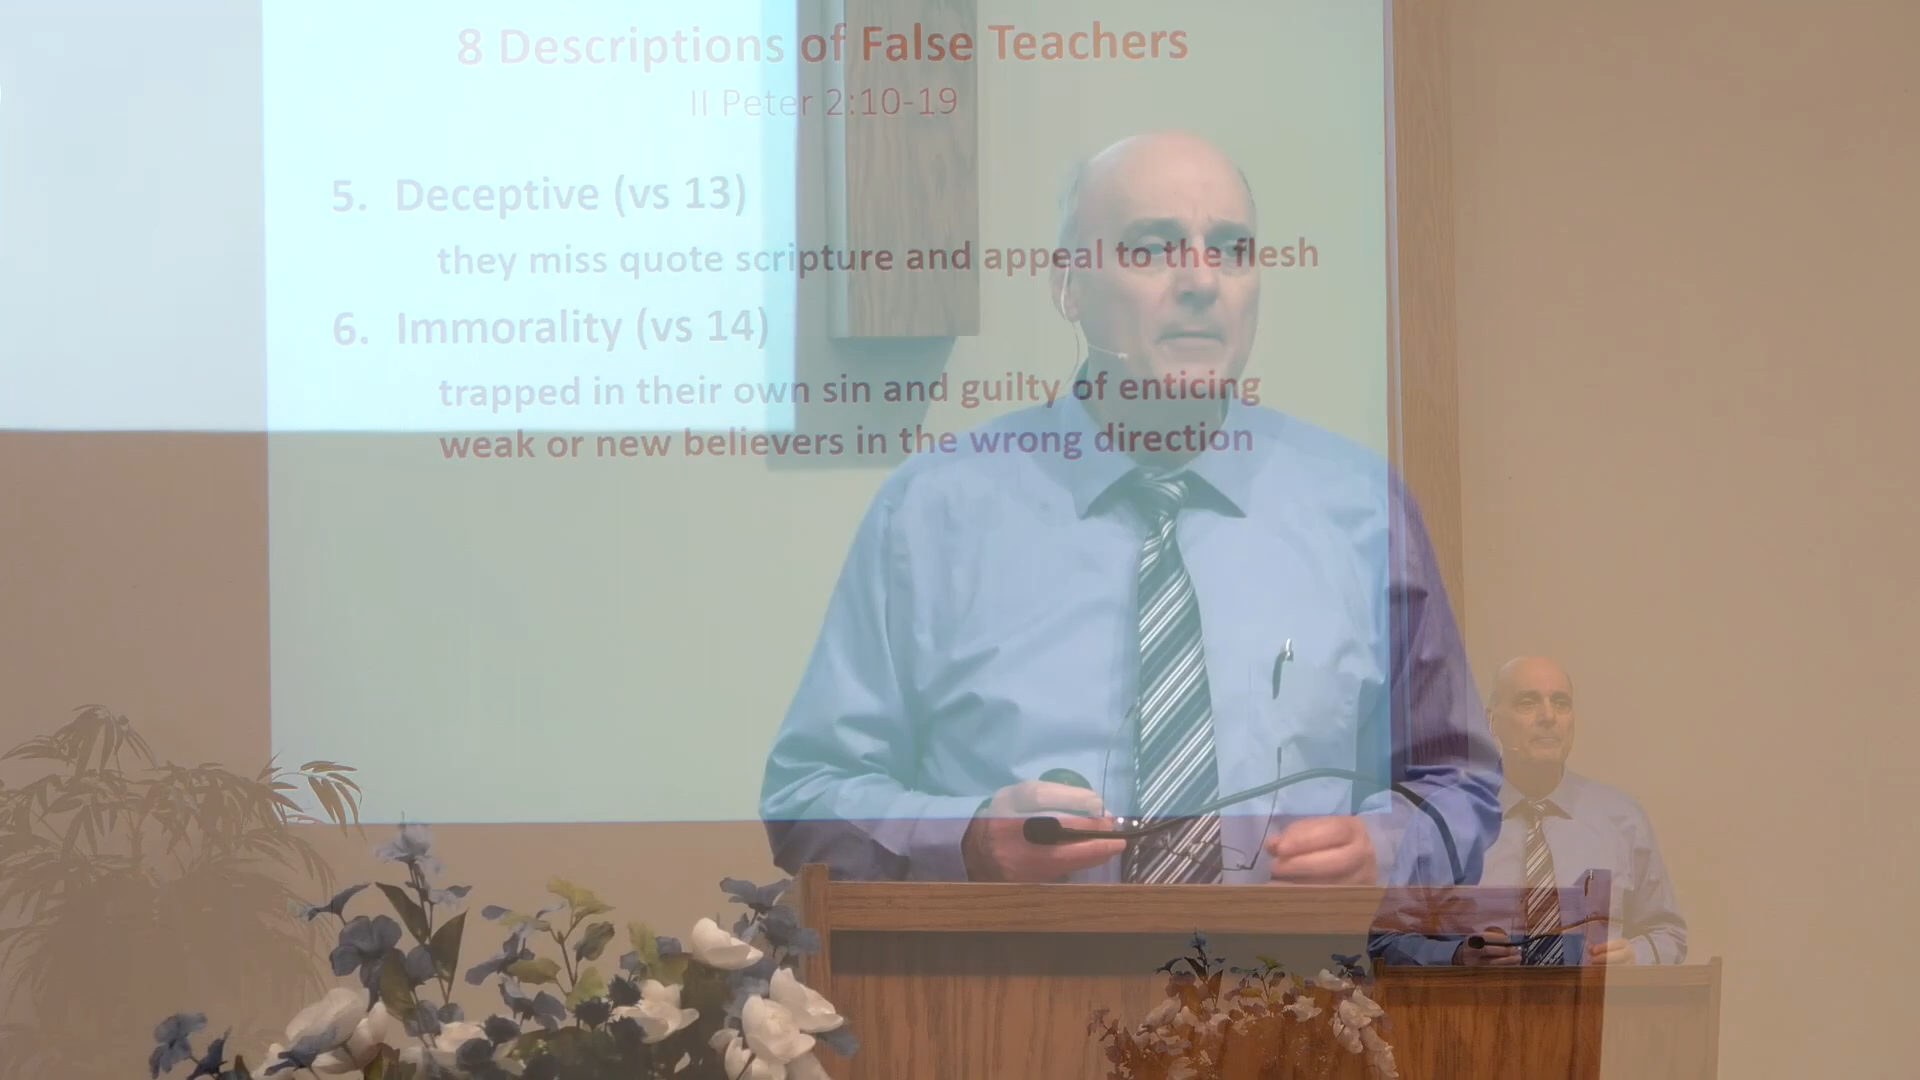 8 Descriptions of False Teachers
II Peter 2:10-19
5. Deceptive (vs 13)
they miss quote scripture and appeal to the flesh
6. Immorality (vs 14)
trapped in their own sin and guilty of enticing
weak or new believers in the wrong direction